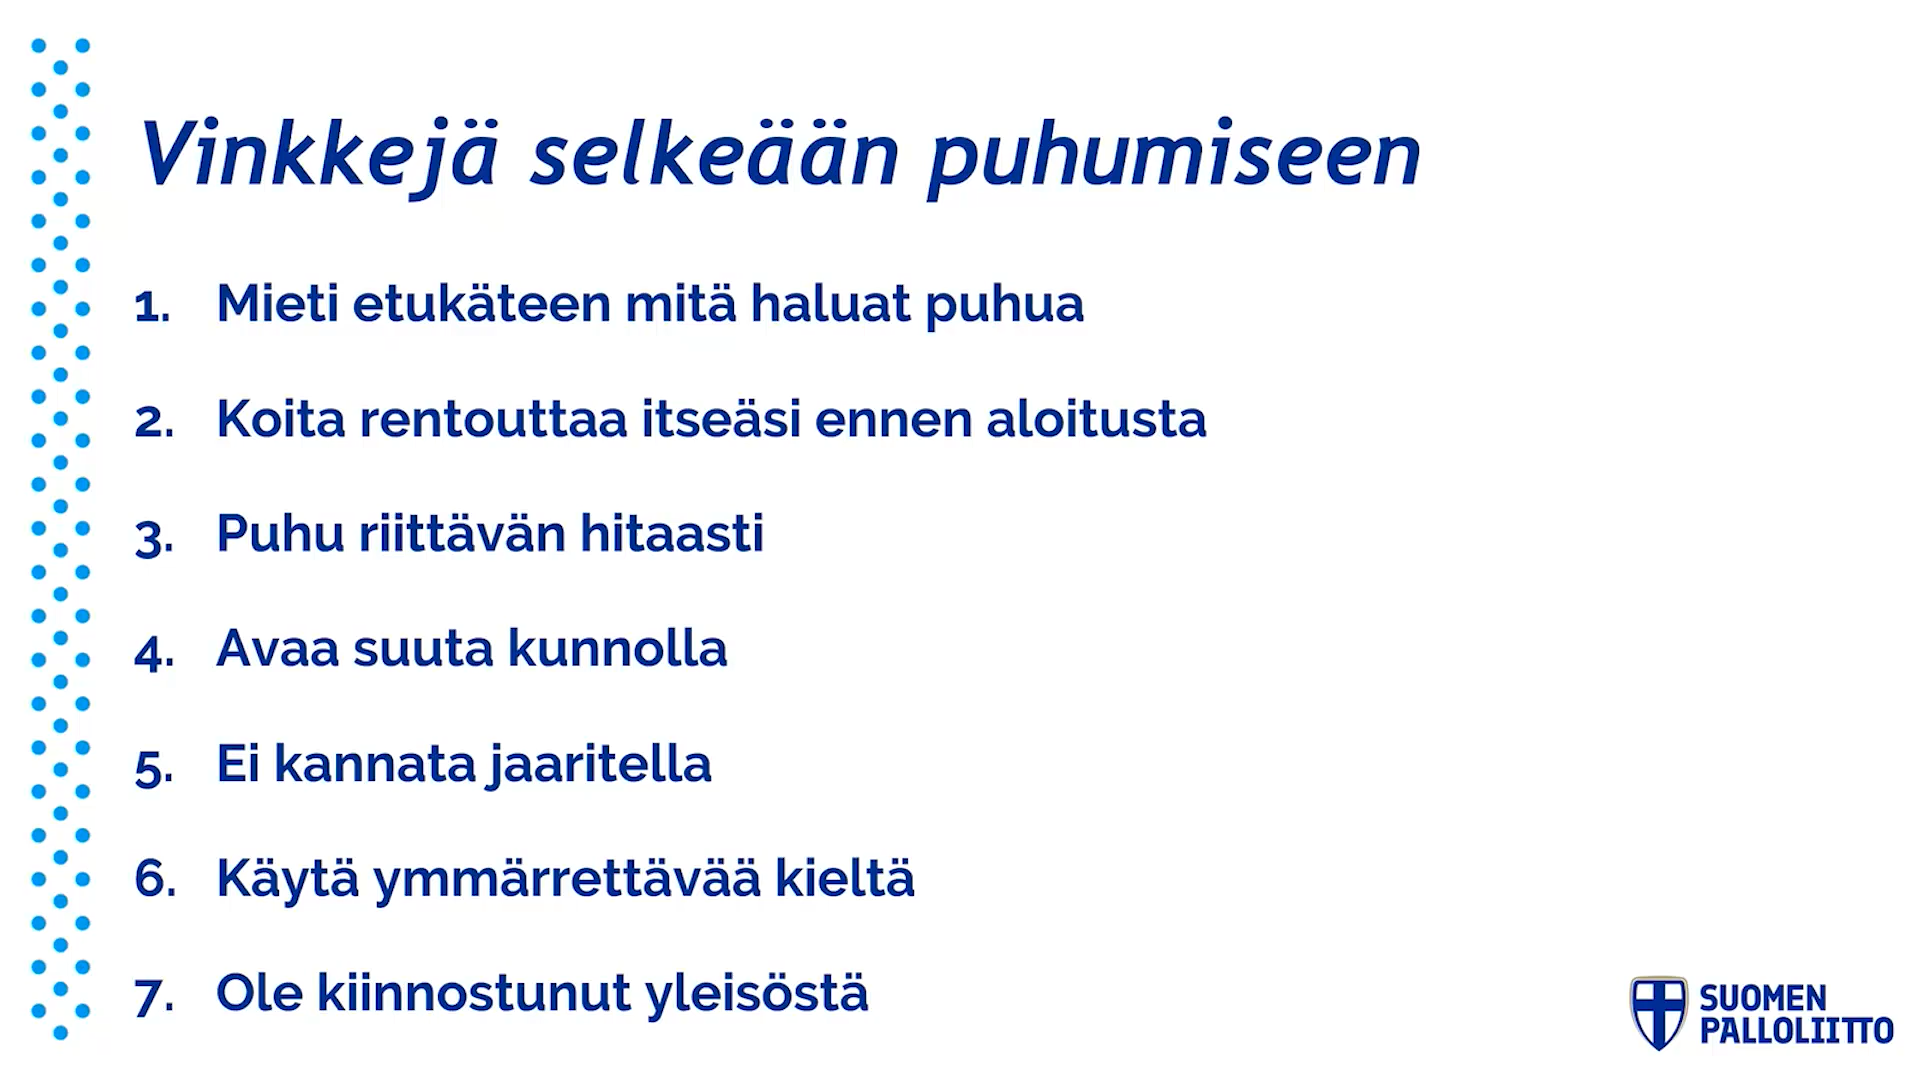 Vinkkejä selkeään puhumiseen
1. Mieti etukäteen mitä haluat puhua
2. Koita rentouttaa itseäsi ennen aloitusta
3. Puhu riittävän hitaasti
4. Avaa suuta kunnolla
5. Ei kannata jaaritella
6. Käytä ymmärrettävää kieltä
7. Ole kiinnostunut yleisöstä
SUOMEN
PALLOLIITTO